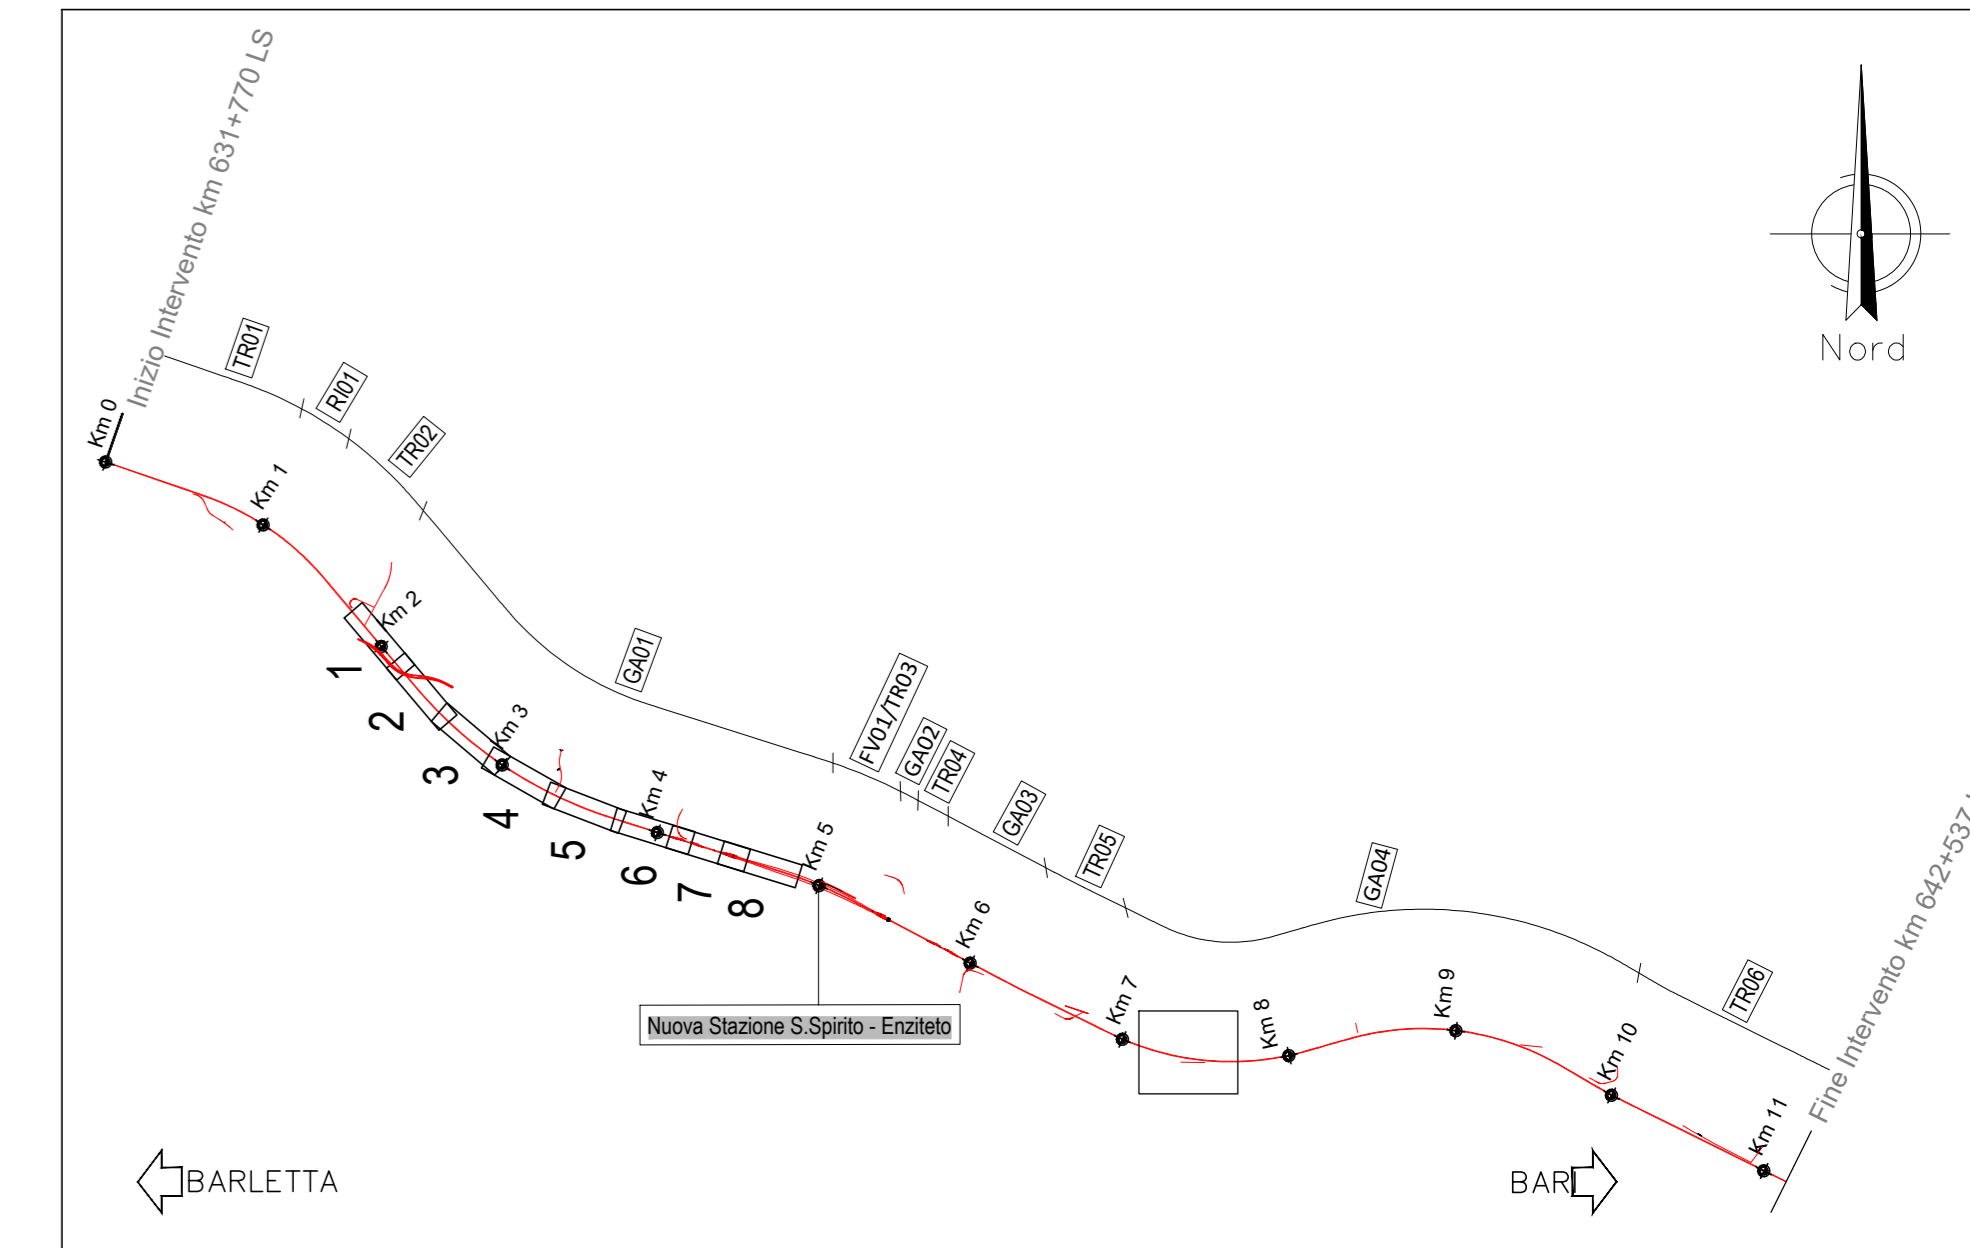 Inizio Intervento km 631+770 LS
Nord
TR01
RI01
TR02
GA01
FV01/TR03
GA02
TR04
GA03
TR05
GA04
TR06
Km 0
Km 1
Km 2
Km 3
Km 4
Km 5
Km 6
Km 7
Km 8
Km 9
Km 10
Km 11
1
2
3
4
5
6
7
8
Nuova Stazione S.Spirito - Enziteto
Fine Intervento km 642+537
BARLETTA
BARI